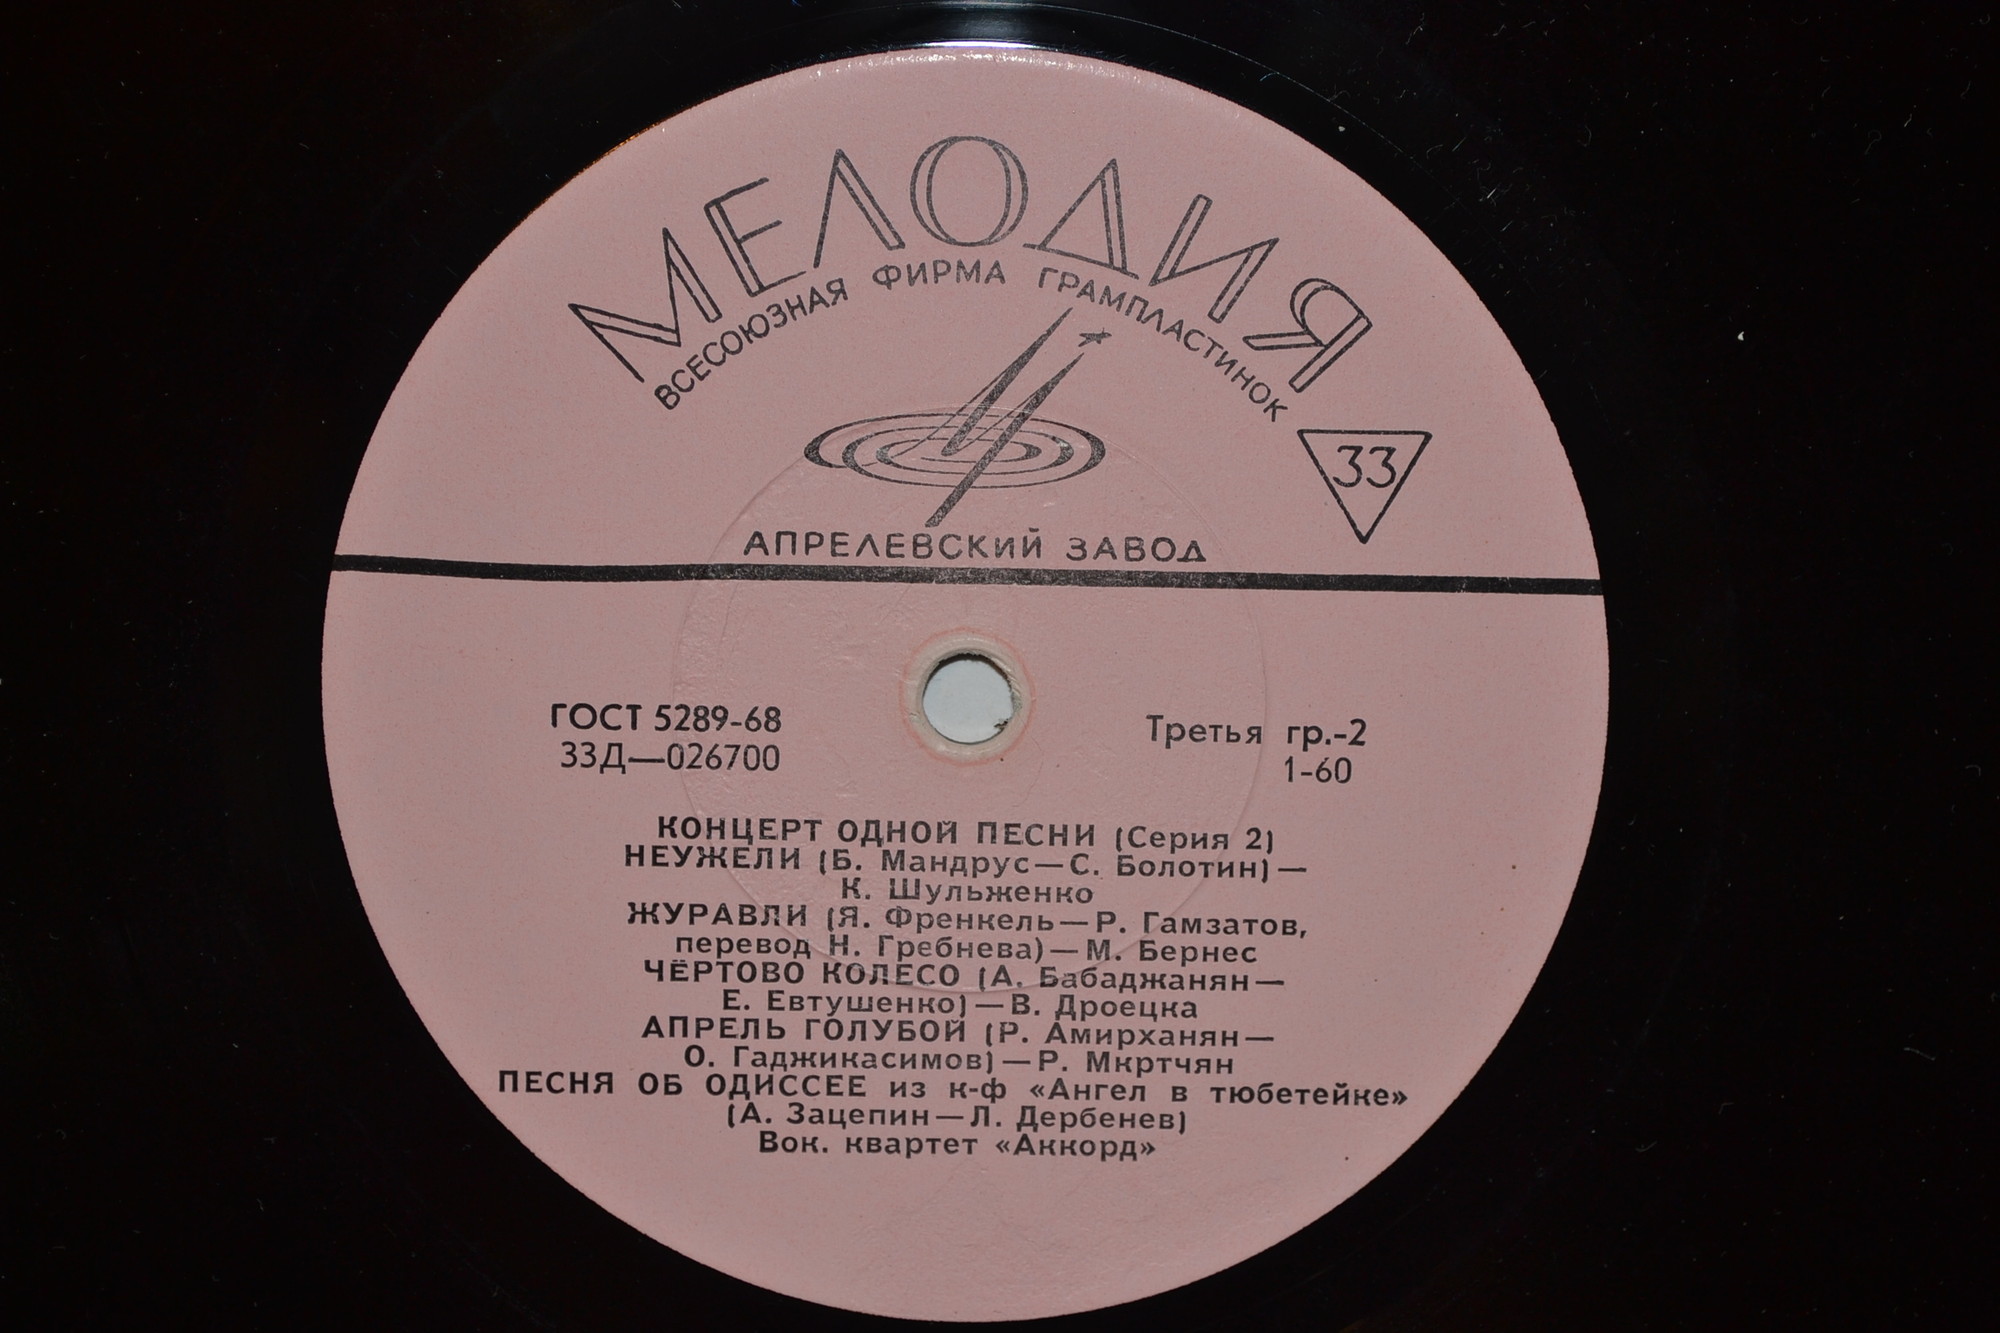 МЕЛОДИЯ
ВСЕСОЮЗНАЯ ФИРМА ГРАМПЛАСТИНОК
33
АПРЕЛЕВСКИЙ ЗАВОД
ГОСТ 5289-68
33Д—026700
Третья гр.-2
1-60
КОНЦЕРТ ОДНОЙ ПЕСНИ (Серия 2)
НЕУЖЕЛИ (Б. Мандрус—С. Болотин)—
К. Шульженко
ЖУРАВЛИ (Я. Френкель—Р. Гамзатов,
перевод Н. Гребнева)—М. Бернес
ЧЁРТОВО КОЛЕСО (А. Бабаджанян—
Е. Евтушенко)—В. Дроецка
АПРЕЛЬ ГОЛУБОЙ (Р. Амирханян—
О. Гаджикасимов)—Р. Мкртчян
ПЕСНЯ ОБ ОДИССЕЕ из к-ф «Ангел в тюбетейке»
(А. Зацепин—Л. Дербенев)
Вок. квартет «Аккорд»